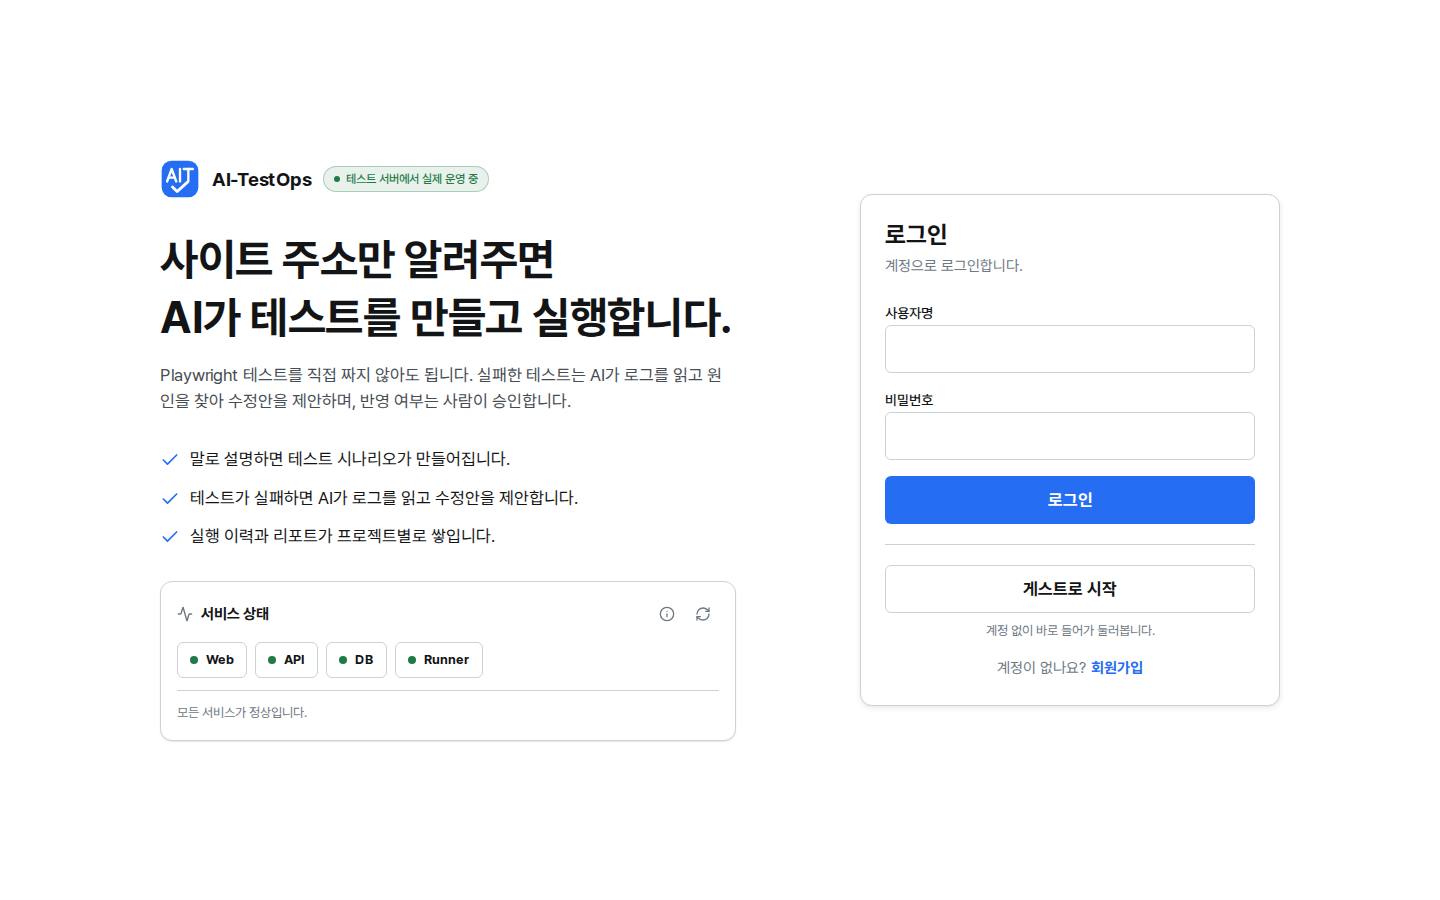 AIT
AI-TestOps
테스트 서버에서 실제 운영 중
사이트 주소만 알려주면
AI가 테스트를 만들고 실행합니다.
Playwright 테스트를 직접 짜지 않아도 됩니다. 실패한 테스트는 AI가 로그를 읽고 원
인을 찾아 수정안을 제안하며, 반영 여부는 사람이 승인합니다.
말로 설명하면 테스트 시나리오가 만들어집니다.
테스트가 실패하면 AI가 로그를 읽고 수정안을 제안합니다.
실행 이력과 리포트가 프로젝트별로 쌓입니다.
서비스 상태
Web
API
DB
Runner
모든 서비스가 정상입니다.
로그인
계정으로 로그인합니다.
사용자명
비밀번호
로그인
게스트로 시작
계정 없이 바로 들어가 둘러봅니다.
계정이 없나요? 회원가입